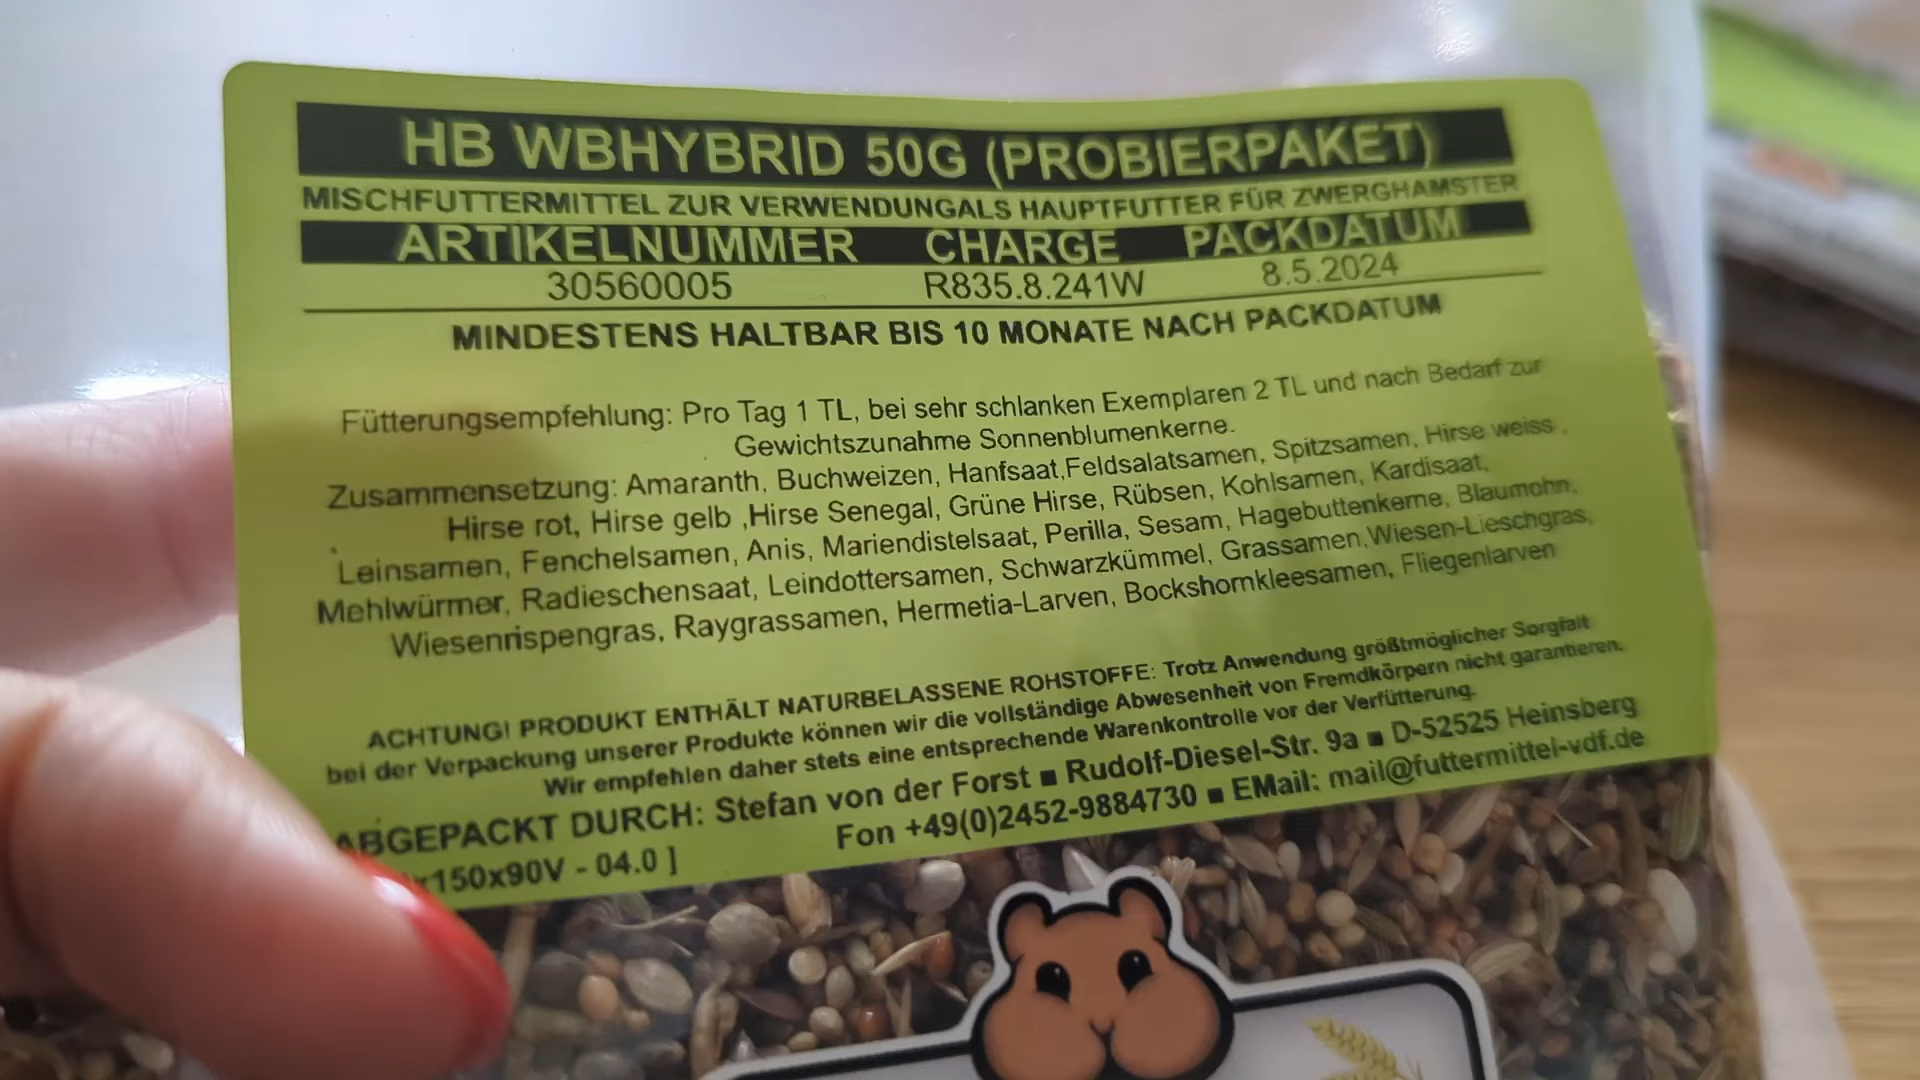 HB WBHYBRID 50G (PROBIERPAKET)
MISCHFUTTERMITTEL ZUR VERWENDUNGALS HAUPTFUTTER FÜR ZWERGHAMSTER
ARTIKELNUMMER CHARGE PACKDATUM
30560005 R835.8.241W 8.5.2024
MINDESTENS HALTBAR BIS 10 MONATE NACH PACKDATUM
Fütterungsempfehlung: Pro Tag 1 TL, bei sehr schlanken Exemplaren 2 TL und nach Bedarf zur
Gewichtszunahme Sonnenblumenkerne.
Zusammensetzung: Amaranth, Buchweizen, Hanfsaat,Feldsalatsamen, Spitzsamen, Hirse weiss ,
Hirse rot, Hirse gelb ,Hirse Senegal, Grüne Hirse, Rübsen, Kohlsamen, Kardisaat,
Leinsamen, Fenchelsamen, Anis, Mariendistelsaat, Perilla, Sesam, Hagebuttenkerne, Blaumohn,
Mehlwürmer, Radieschensaat, Leindottersamen, Schwarzkümmel, Grassamen,Wiesen-Lieschgras,
Wiesenrispengras, Raygrassamen, Hermetia-Larven, Bockshornkleesamen, Fliegenlarven
ACHTUNG! PRODUKT ENTHÄLT NATURBELASSENE ROHSTOFFE: Trotz Anwendung größtmöglicher Sorgfalt
bei der Verpackung unserer Produkte können wir die vollständige Abwesenheit von Fremdkörpern nicht garantieren.
Wir empfehlen daher stets eine entsprechende Warenkontrolle vor der Verfütterung.
ABGEPACKT DURCH: Stefan von der Forst ■ Rudolf-Diesel-Str. 9a ■ D-52525 Heinsberg
Fon +49(0)2452-9884730 ■ EMail: mail@futtermittel-vdf.de
x150x90V - 04.0 ]